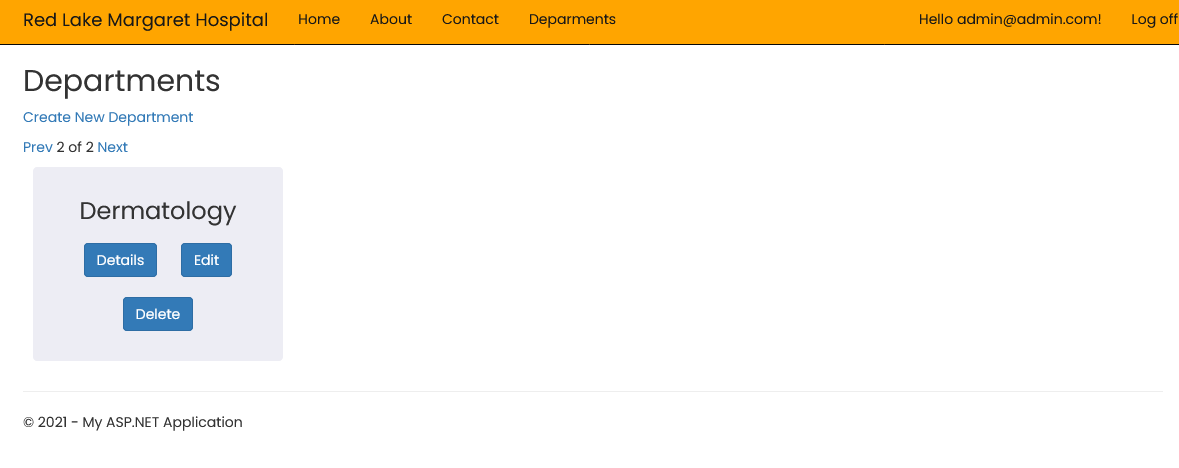 Red Lake Margaret Hospital Home About Contact Deparments Hello admin@admin.com! Log off
Departments
Create New Department
Prev 2 of 2 Next
Dermatology
Details Edit
Delete
© 2021 - My ASP.NET Application